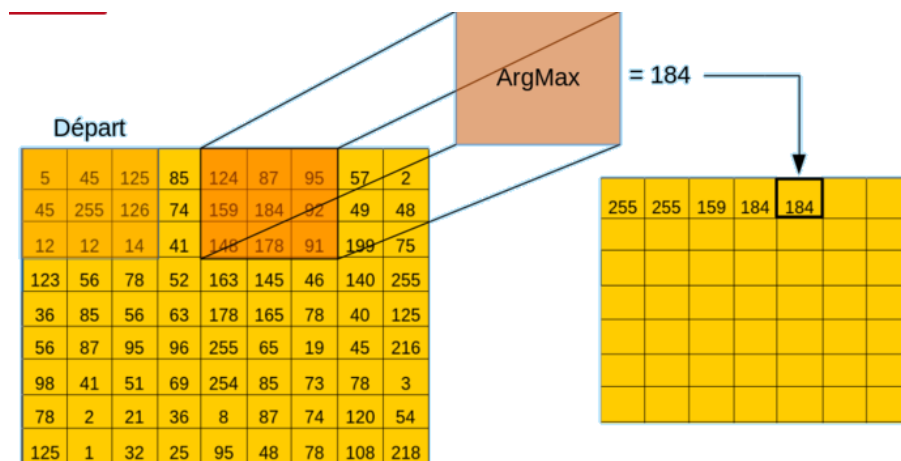 ArgMax
= 184
Départ
5 45 125 85 124 87 95 57 2
45 255 126 74 159 184 92 49 48
12 12 14 41 148 178 91 199 75
123 56 78 52 163 145 46 140 255
36 85 56 63 178 165 78 40 125
56 87 95 96 255 65 19 45 216
98 41 51 69 254 85 73 78 3
78 2 21 36 8 87 74 120 54
125 1 32 25 95 48 78 108 218
255 255 159 184 184